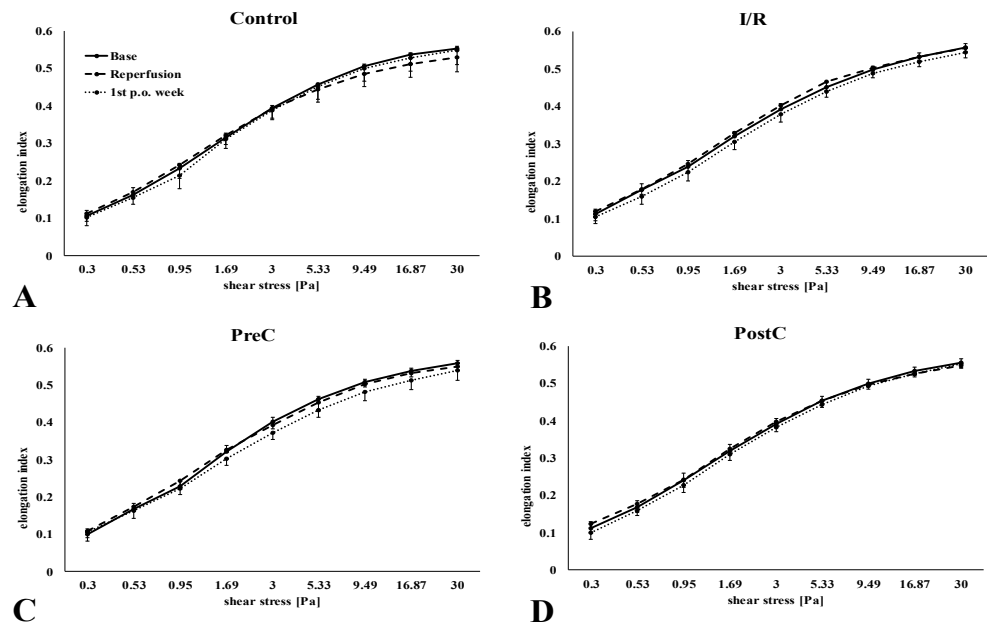 Control
I/R
A
B
0.6
0.5
0.4
0.3
0.2
0.1
0
elongation index
Base
Reperfusion
1st p.o. week
0.3 0.53 0.95 1.69 3 5.33 9.49 16.87 30
shear stress [Pa]
0.6
0.5
0.4
0.3
0.2
0.1
0
elongation index
0.3 0.53 0.95 1.69 3 5.33 9.49 16.87 30
shear stress [Pa]
PreC
PostC
C
D
0.6
0.5
0.4
0.3
0.2
0.1
0
elongation index
0.3 0.53 0.95 1.69 3 5.33 9.49 16.87 30
shear stress [Pa]
0.6
0.5
0.4
0.3
0.2
0.1
0
elongation index
0.3 0.53 0.95 1.69 3 5.33 9.49 16.87 30
shear stress [Pa]